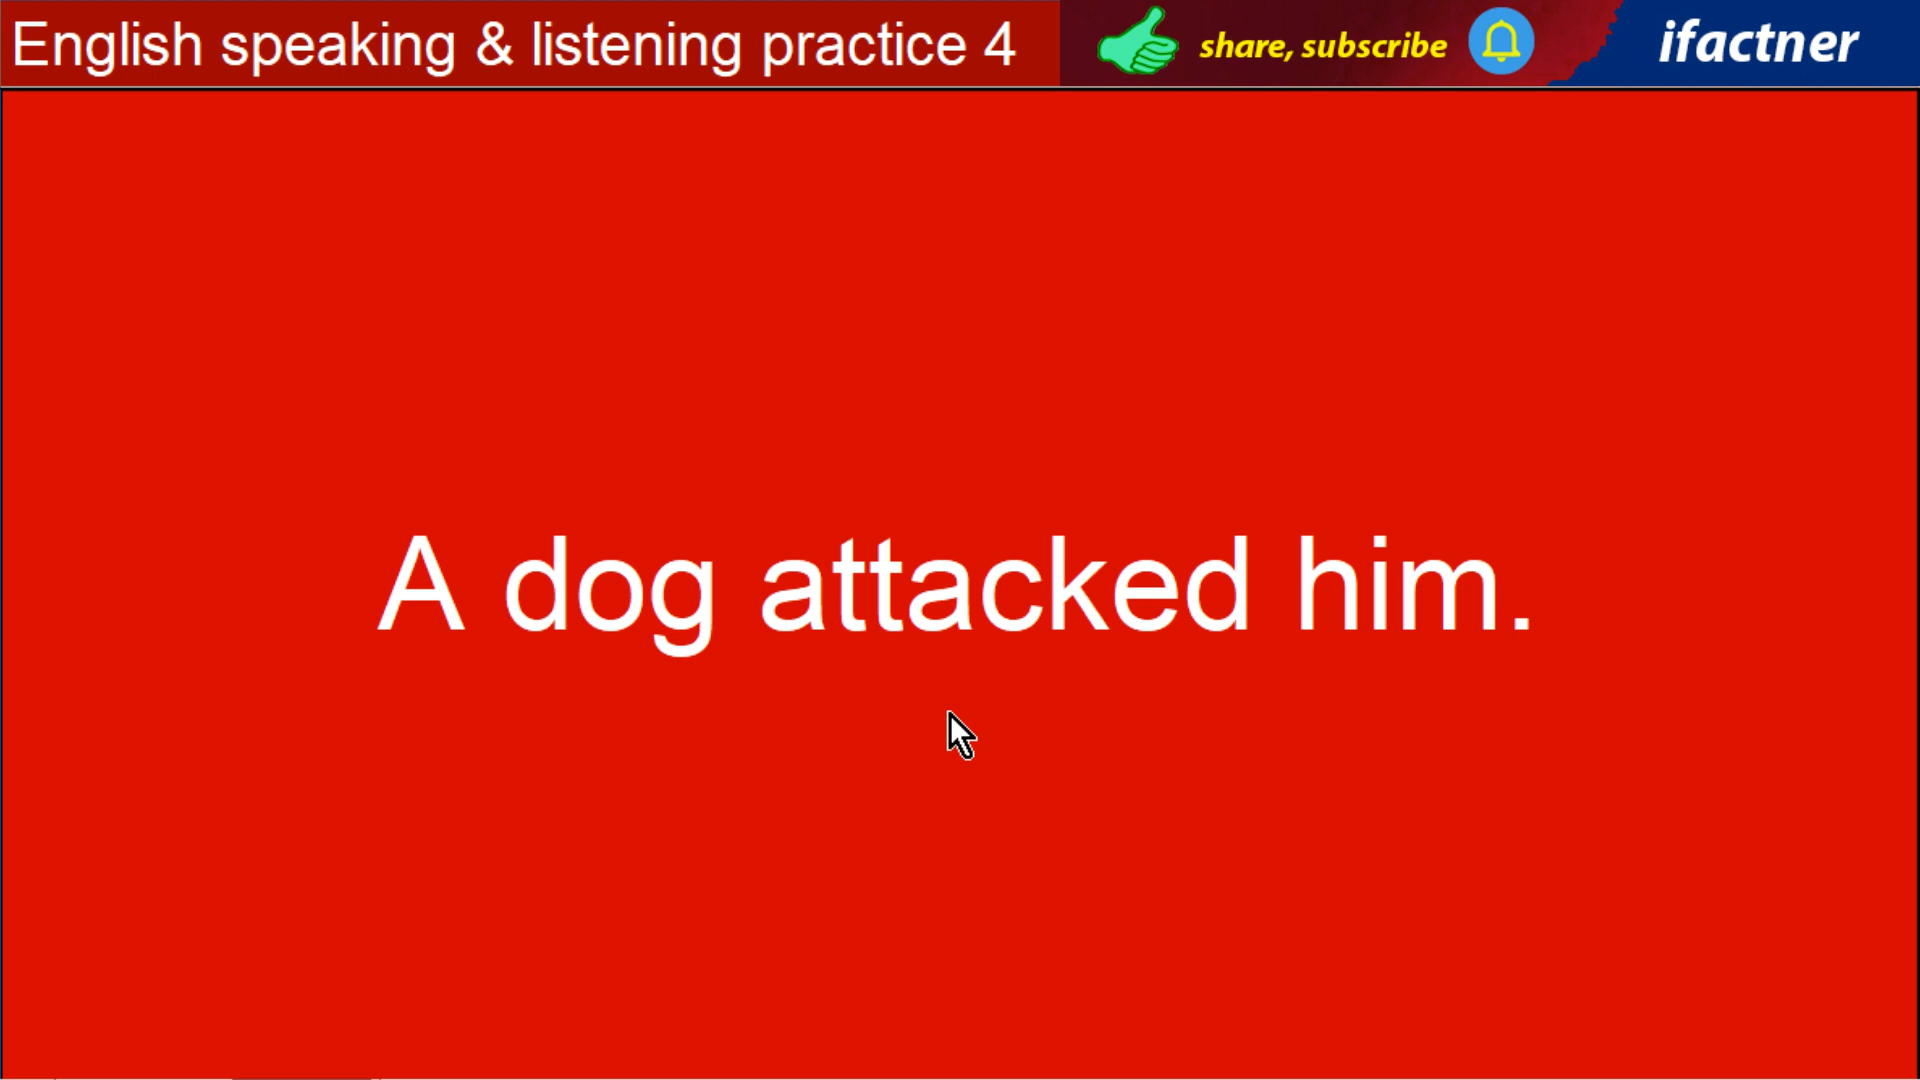 English speaking & listening practice 4
share, subscribe
ifactner
A dog attacked him.